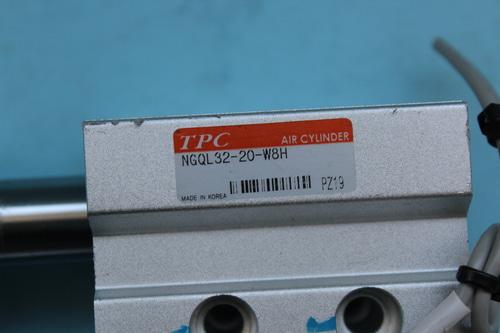 TPC AIR CYLINDER
NGQL32-20-W8H
PZ19
MADE IN KOREA